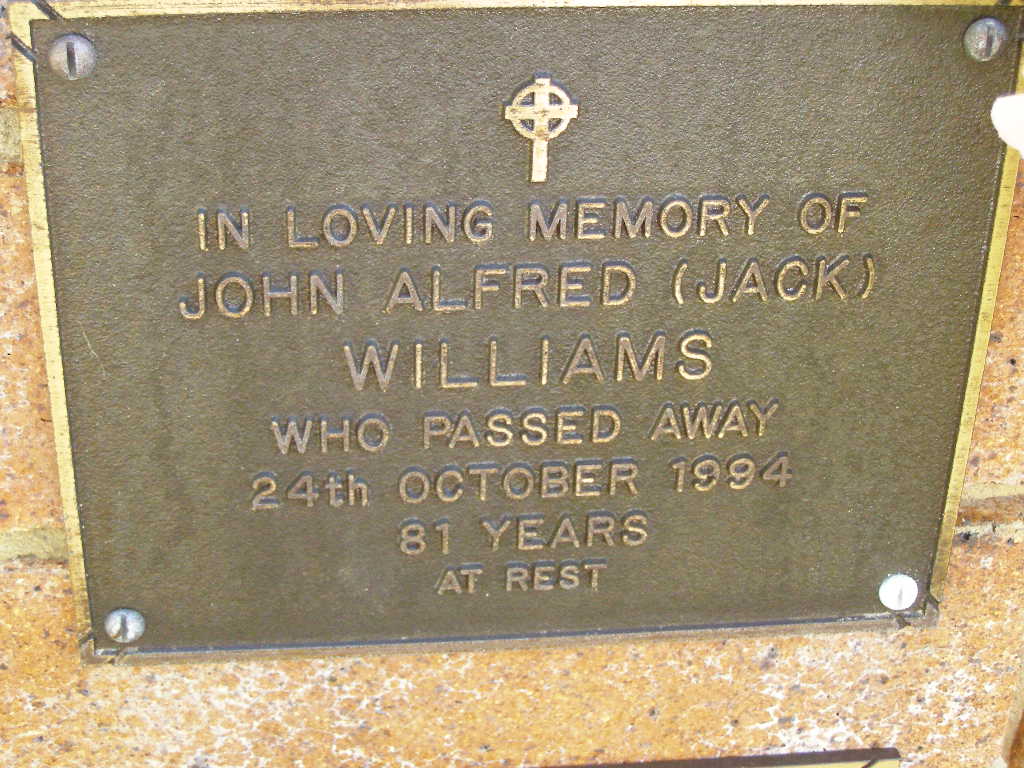 IN LOVING MEMORY OF
JOHN ALFRED (JACK)
WILLIAMS
WHO PASSED AWAY
24th OCTOBER 1994
81 YEARS
AT REST